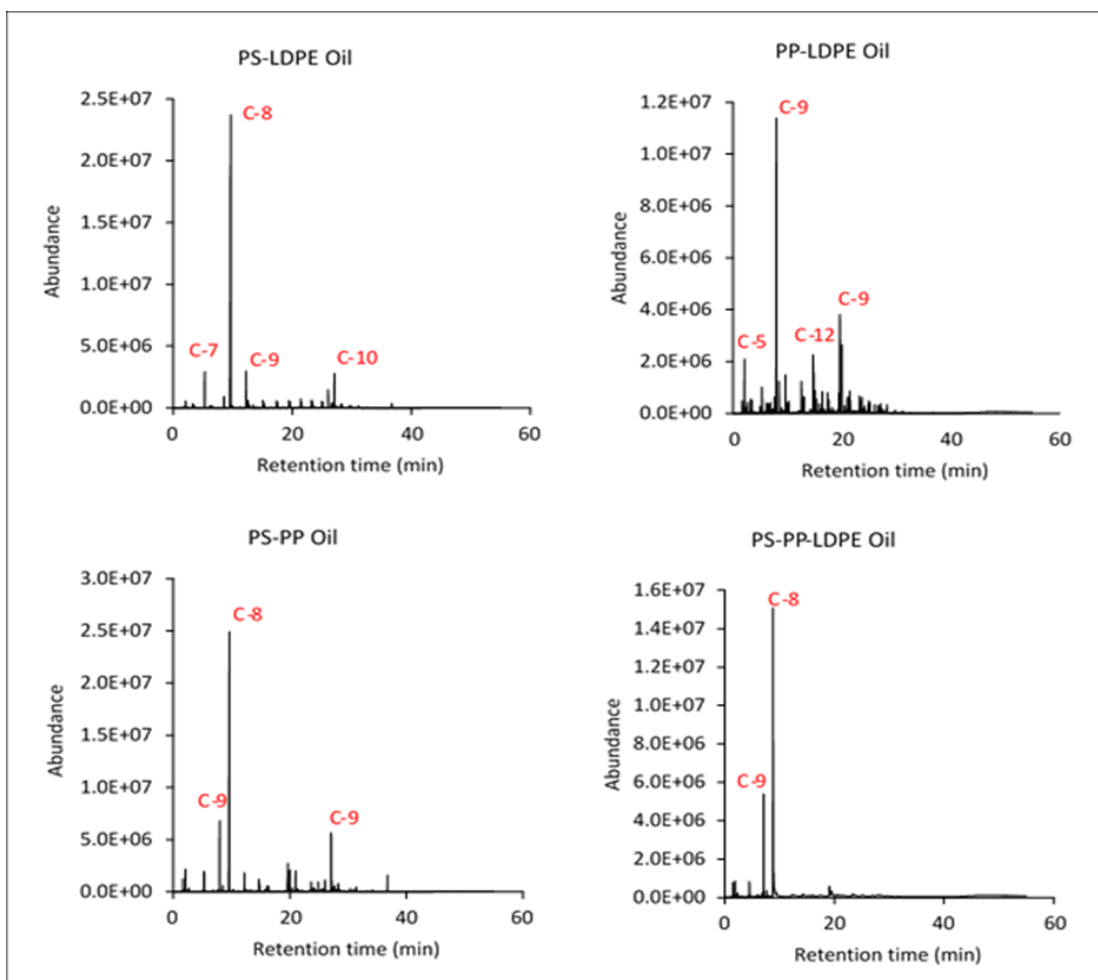 PS-LDPE Oil
2.5E+07
2.0E+07
1.5E+07
1.0E+07
5.0E+06
0.0E+00
Abundance
C-8
C-7
C-9
C-10
0 20 40 60
Retention time (min)
PP-LDPE Oil
1.2E+07
1.0E+07
8.0E+06
6.0E+06
4.0E+06
2.0E+06
0.0E+00
Abundance
C-9
C-9
C-5
C-12
0 20 40 60
Retention time (min)
PS-PP Oil
3.0E+07
2.5E+07
2.0E+07
1.5E+07
1.0E+07
5.0E+06
0.0E+00
Abundance
C-8
C-9
C-9
0 20 40 60
Retention time (min)
PS-PP-LDPE Oil
1.6E+07
1.4E+07
1.2E+07
1.0E+07
8.0E+06
6.0E+06
4.0E+06
2.0E+06
0.0E+00
Abundance
C-8
C-9
0 20 40 60
Retention time (min)